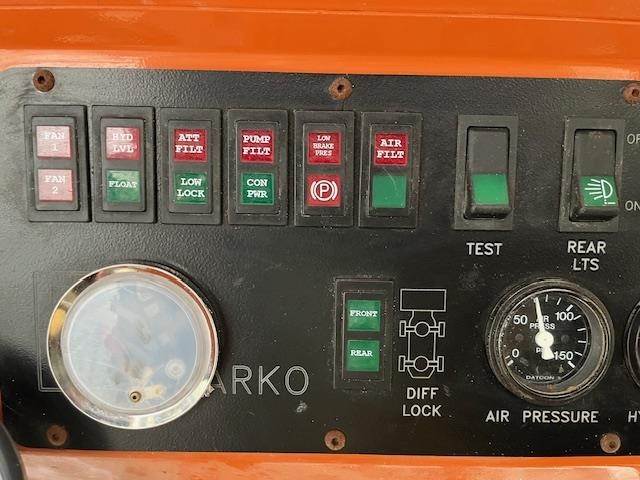 FAN
1
FAN
2
HYD
LVL
FLOAT
ATT
FILT
LOW
LOCK
PUMP
FILT
CON
PWR
LOW
BRAKE
PRES
(P)
AIR
FILT
TEST
REAR
LTS
ON
ARKO
FRONT
REAR
DIFF
LOCK
50
100
AIR
PRESS
0
150
DATCON
AIR PRESSURE